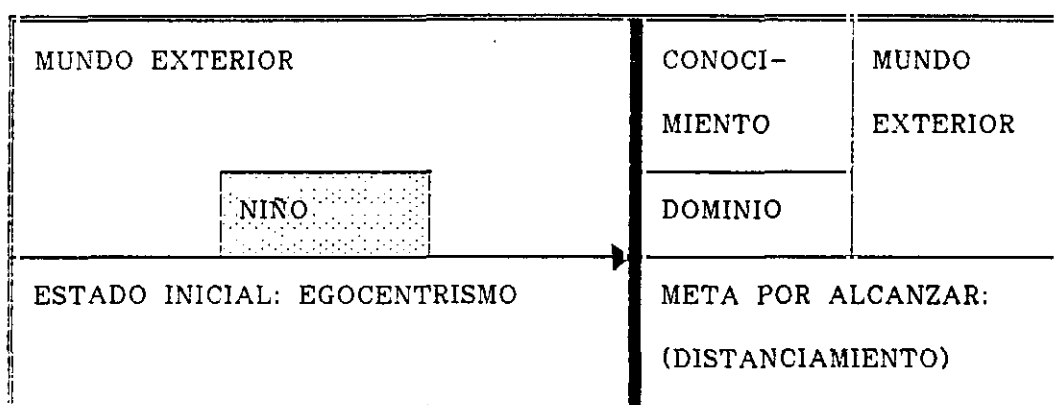 MUNDO EXTERIOR
NIÑO
ESTADO INICIAL: EGOCENTRISMO
CONOCI-
MIENTO
DOMINIO
MUNDO
EXTERIOR
META POR ALCANZAR:
(DISTANCIAMIENTO)